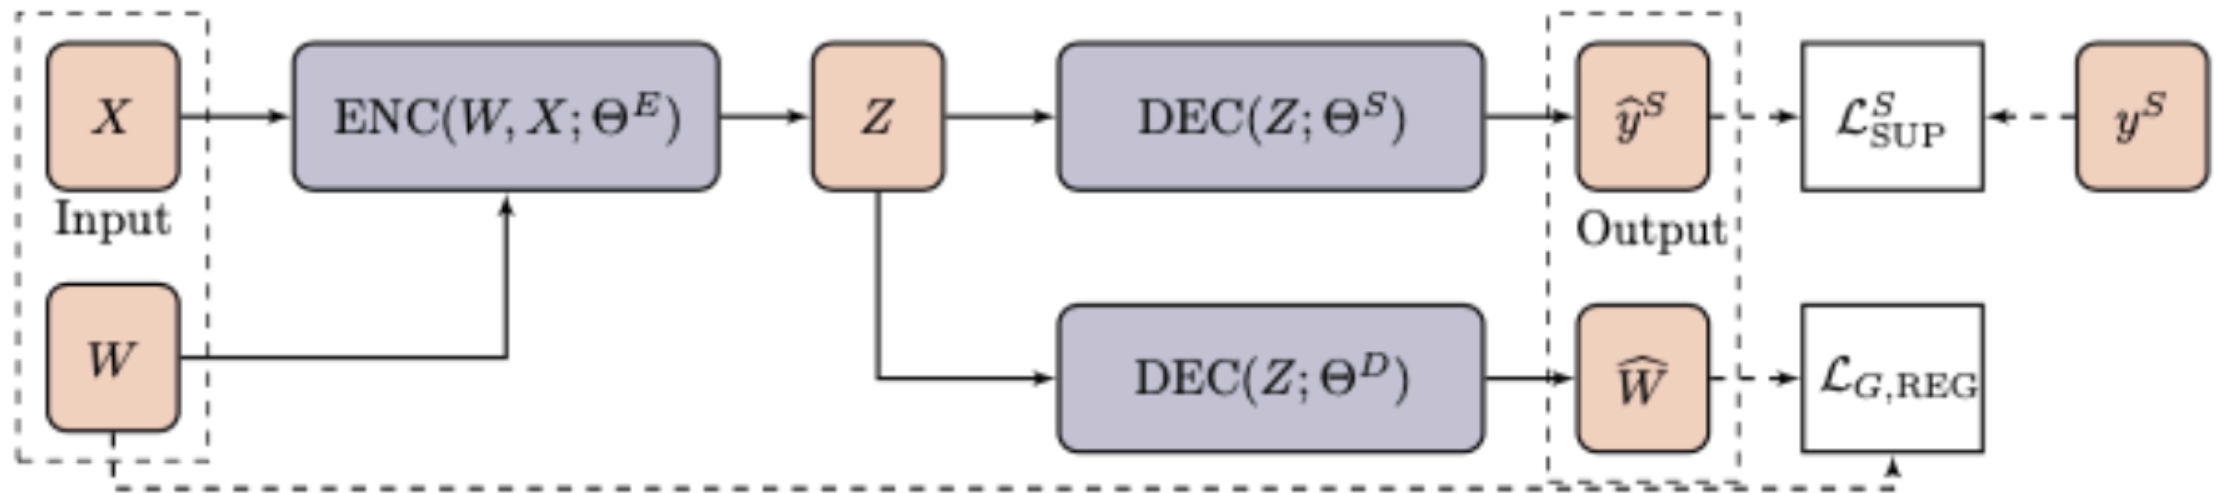 X
ENC(W, X; Θ^E)
Z
DEC(Z; Θ^S)
ŷ^S
ℒ^S_SUP
y^S
Input
Output
W
DEC(Z; Θ^D)
Ŵ
ℒ_G,REG